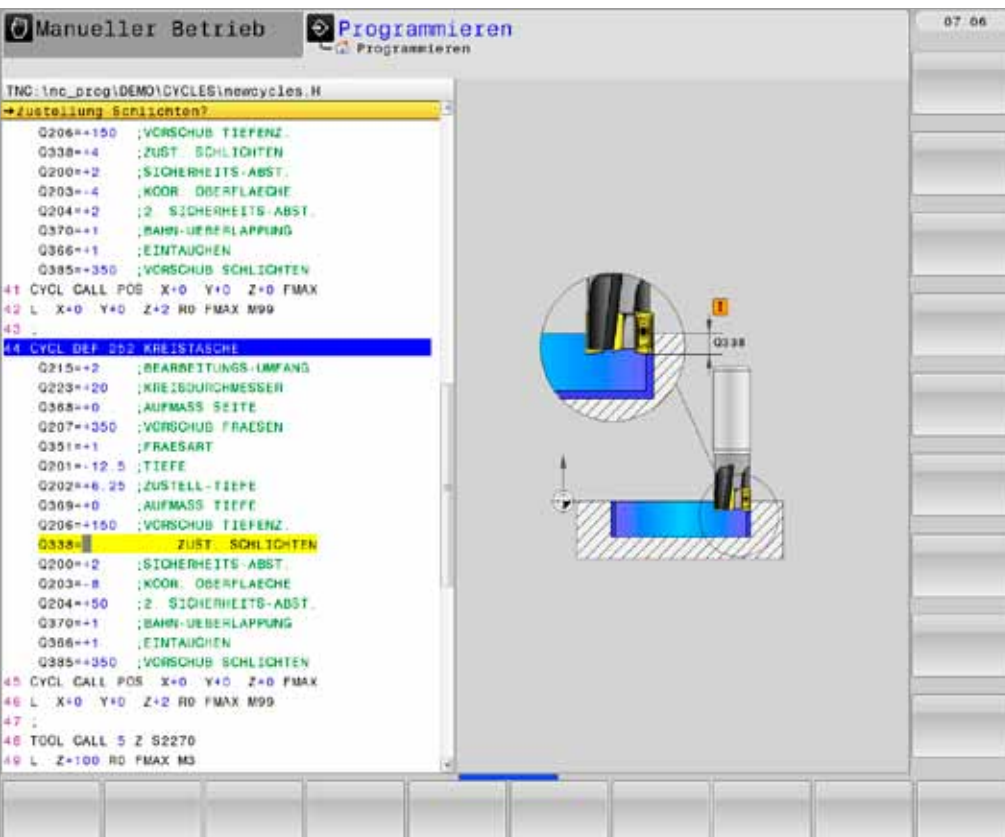 Manueller Betrieb
Programmieren
Programmieren
07:06
TNC:\nc_prog\DEMO\CYCLES\newcycles.H
→Zustellung Schlichten?
Q206=+150 ;VORSCHUB TIEFENZ.
Q338=+4 ;ZUST. SCHLICHTEN
Q200=+2 ;SICHERHEITS-ABST.
Q203=-4 ;KOOR. OBERFLAECHE
Q204=+2 ;2. SICHERHEITS-ABST.
Q370=+1 ;BAHN-UEBERLAPPUNG
Q366=+1 ;EINTAUCHEN
Q385=+350 ;VORSCHUB SCHLICHTEN
41 CYCL CALL POS X+0 Y+0 Z+0 FMAX
42 L X+0 Y+0 Z+2 R0 FMAX M99
43 ;
44 CYCL DEF 252 KREISTASCHE
Q215=+2 ;BEARBEITUNGS-UMFANG
Q223=+20 ;KREISDURCHMESSER
Q368=+0 ;AUFMASS SEITE
Q207=+350 ;VORSCHUB FRAESEN
Q351=+1 ;FRAESART
Q201=-12.5 ;TIEFE
Q202=+6.25 ;ZUSTELL-TIEFE
Q369=+0 ;AUFMASS TIEFE
Q206=+150 ;VORSCHUB TIEFENZ.
Q338= ZUST. SCHLICHTEN
Q200=+2 ;SICHERHEITS-ABST.
Q203=-8 ;KOOR. OBERFLAECHE
Q204=+50 ;2. SICHERHEITS-ABST.
Q370=+1 ;BAHN-UEBERLAPPUNG
Q366=+1 ;EINTAUCHEN
Q385=+350 ;VORSCHUB SCHLICHTEN
45 CYCL CALL POS X+0 Y+0 Z+0 FMAX
46 L X+0 Y+0 Z+2 R0 FMAX M99
47 ;
48 TOOL CALL 5 Z S2270
49 L Z+100 R0 FMAX M3
I
Q338